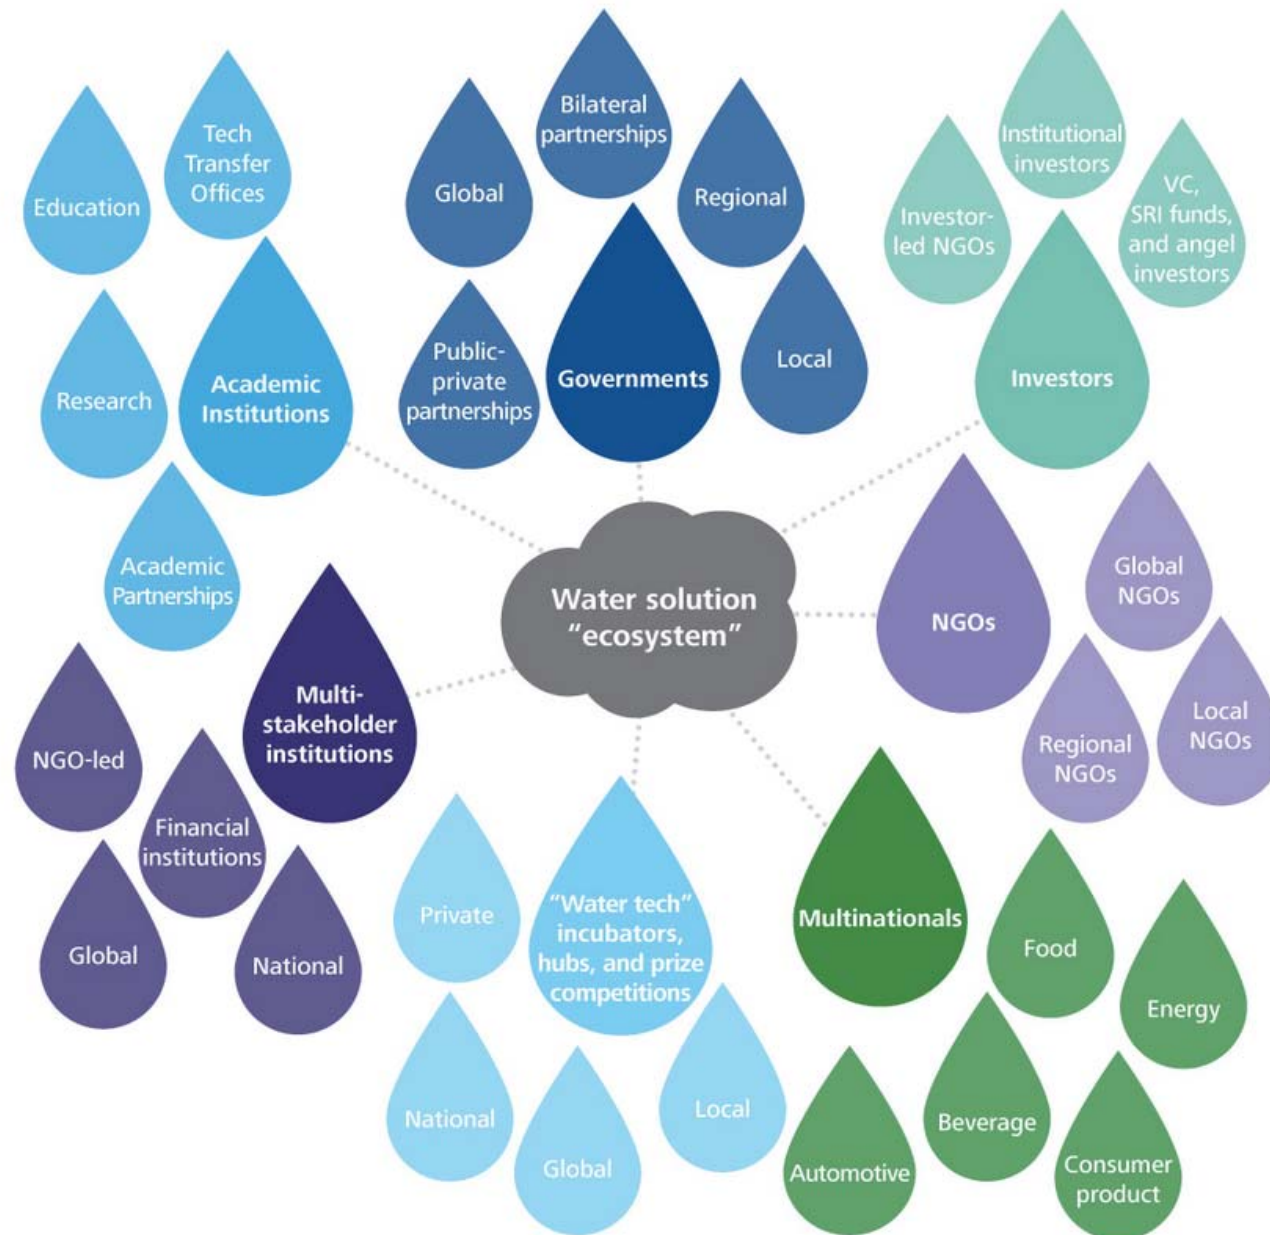 Education
Tech
Transfer
Offices
Research
Academic
Institutions
Academic
Partnerships
Global
Bilateral
partnerships
Regional
Public-
private
partnerships
Governments
Local
Investor-
led NGOs
Institutional
investors
VC,
SRI funds,
and angel
investors
Investors
Water solution
“ecosystem”
NGOs
Global
NGOs
Regional
NGOs
Local
NGOs
Multi-
stakeholder
institutions
NGO-led
Financial
institutions
Global
National
Private
“Water tech”
incubators,
hubs, and prize
competitions
National
Global
Local
Multinationals
Food
Energy
Beverage
Automotive
Consumer
product